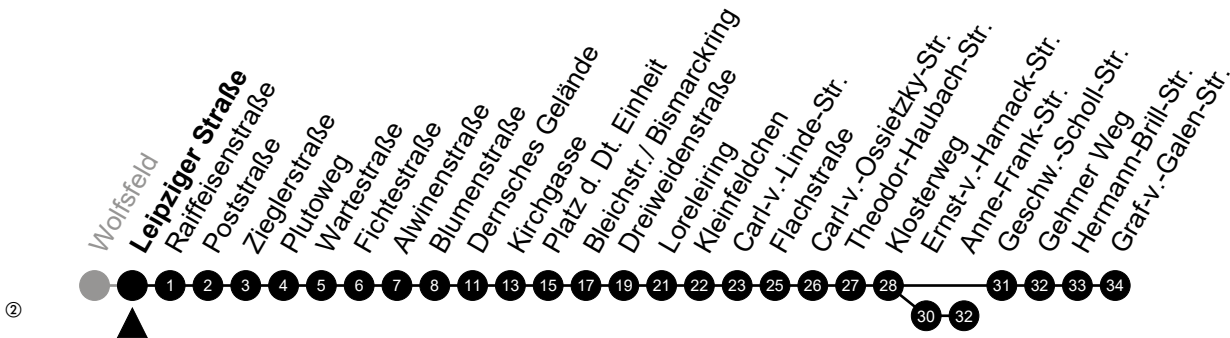 Wolfsfeld
Leipziger Straße
Raiffeisenstraße
Poststraße
Zieglerstraße
Plutoweg
Wartestraße
Fichtestraße
Alwinenstraße
Blumenstraße
Dernsches Gelände
Kirchgasse
Platz d. Dt. Einheit
Bleichstr./ Bismarckring
Dreiweidenstraße
Loreleiring
Kleinfeldchen
Carl-v.-Linde-Str.
Flachstraße
Carl-v.-Ossietzky-Str.
Theodor-Haubach-Str.
Klosterweg
Ernst-v.-Harnack-Str.
Anne-Frank-Str.
Geschw.-Scholl-Str.
Gehrner Weg
Hermann-Brill-Str.
Graf-v.-Galen-Str.
1 2 3 4 5 6 7 8 11 13 15 17 19 21 22 23 25 26 27 28 31 32 33 34
② 30 32